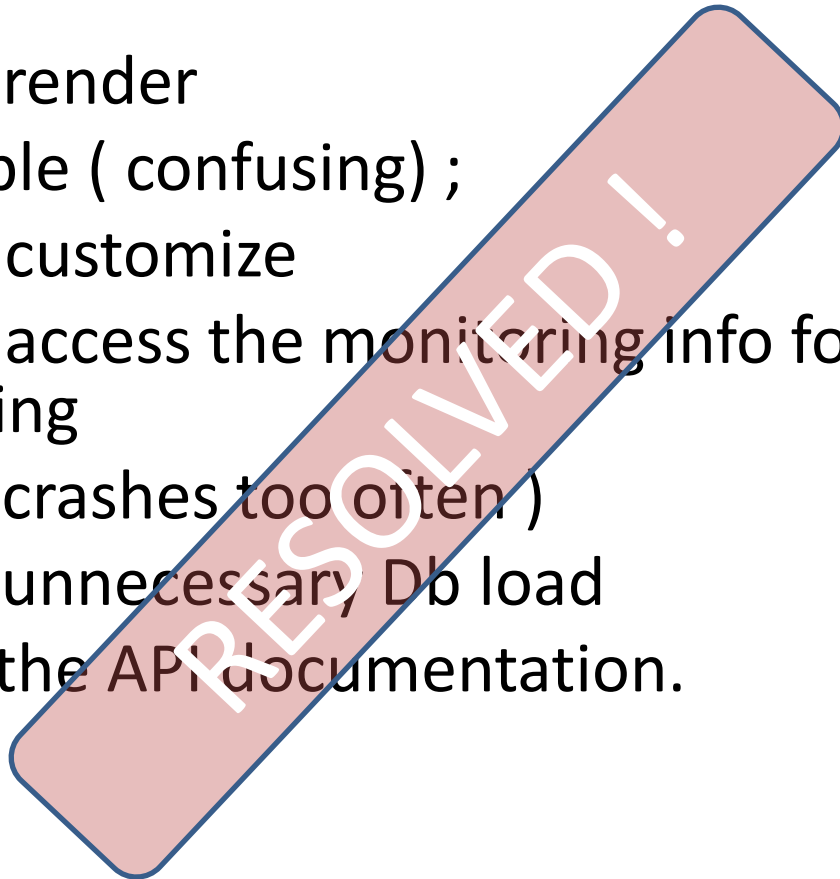 render
ple ( confusing) ;
customize
access the monitoring info fo
ing
crashes too often )
unnecessary Db load
the API documentation.
RESOLVED !